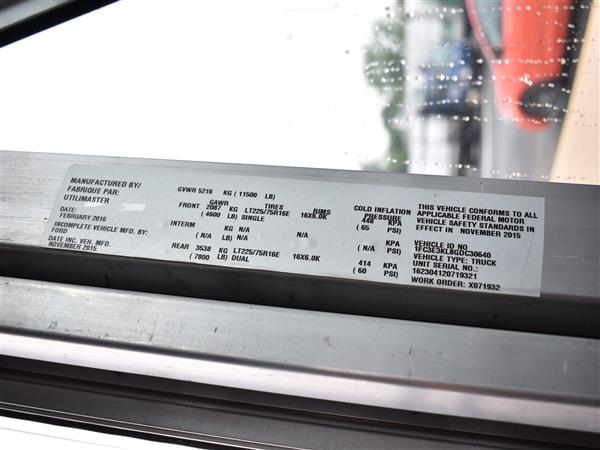 MANUFACTURED BY/
FABRIQUE PAR:
UTILIMASTER
DATE:
FEBRUARY 2016
INCOMPLETE VEHICLE MFD. BY:
FORD
DATE INC. VEH. MFD.
NOVEMBER 2015
GVWR 5216 KG ( 11500 LB)
GAWR TIRES RIMS COLD INFLATION PRESSURE
FRONT 2087 KG LT225/75R16E 16X6.0K 448 KPA
( 4600 LB) SINGLE ( 65 PSI)
INTERM KG N/A KPA
( N/A LB) ( N/A ( N/A PSI)
REAR 3538 KG LT225/75R16E 16X6.0K 414 KPA
( 7800 LB) DUAL ( 60 PSI)
THIS VEHICLE CONFORMS TO ALL
APPLICABLE FEDERAL MOTOR
VEHICLE SAFETY STANDARDS IN
EFFECT IN NOVEMBER 2015
VEHICLE ID NO
1FC3E3KL8GDC30640
VEHICLE TYPE: TRUCK
UNIT SERIAL NO.:
162304120719321
WORK ORDER: X071932